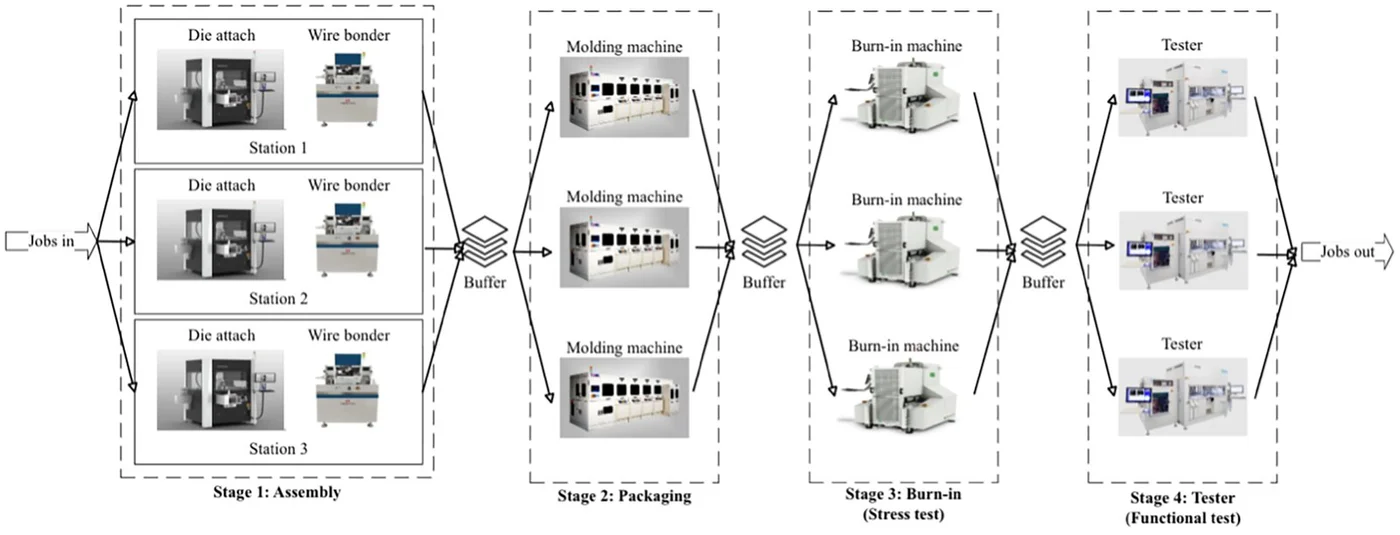 Jobs in
Die attach
Wire bonder
Station 1
Die attach
Wire bonder
Station 2
Die attach
Wire bonder
Station 3
Stage 1: Assembly
Buffer
Molding machine
Molding machine
Molding machine
Stage 2: Packaging
Buffer
Burn-in machine
Burn-in machine
Burn-in machine
Stage 3: Burn-in
(Stress test)
Buffer
Tester
Tester
Tester
Stage 4: Tester
(Functional test)
Jobs out